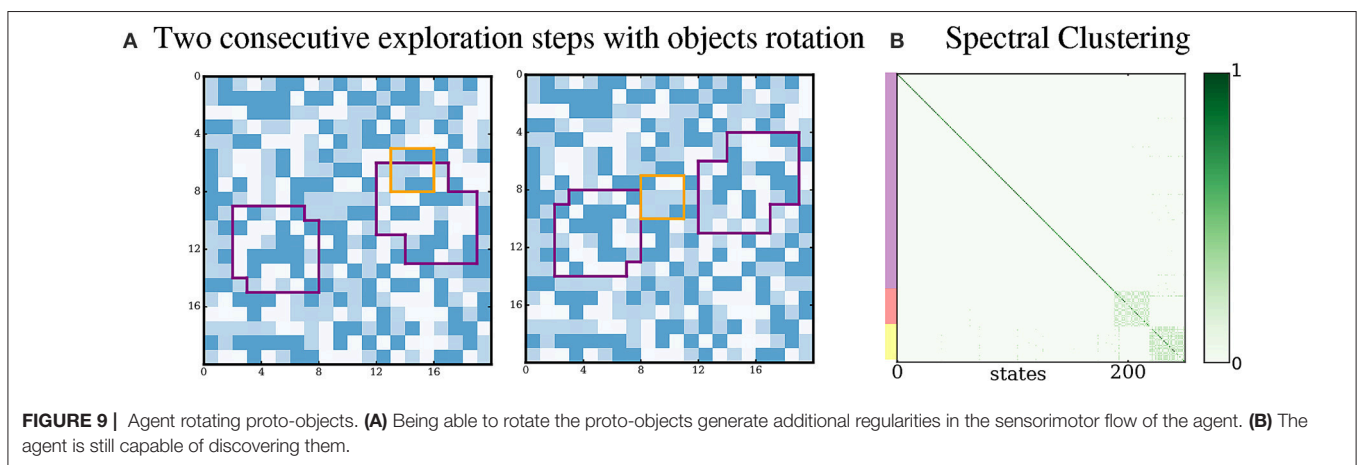 A Two consecutive exploration steps with objects rotation
B Spectral Clustering
0
4
8
12
16
0 4 8 12 16
0
4
8
12
16
0 4 8 12 16
0 states 200
1
0
FIGURE 9 | Agent rotating proto-objects. (A) Being able to rotate the proto-objects generate additional regularities in the sensorimotor flow of the agent. (B) The
agent is still capable of discovering them.